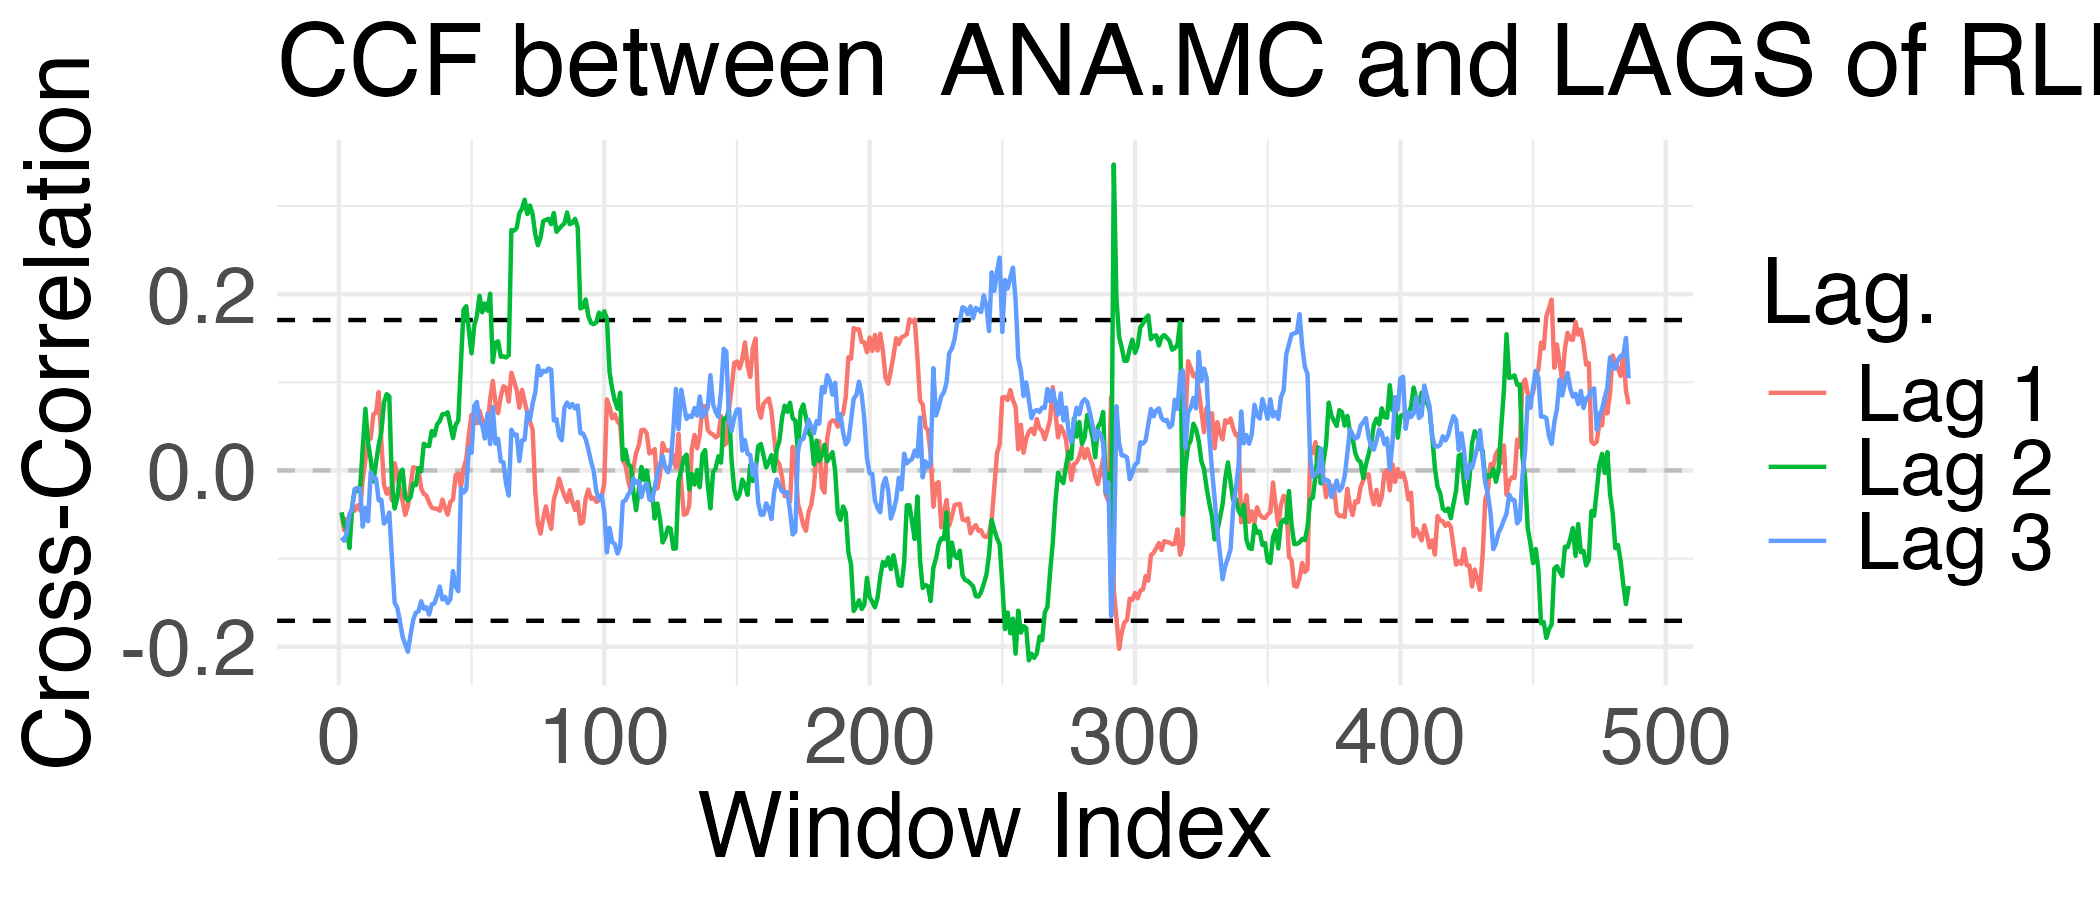 CCF between  ANA.MC and LAGS of
Cross-Correlation
0.2
0.0
-0.2
0 100 200 300 400 500
Window Index
Lag.
Lag 1
Lag 2
Lag 3